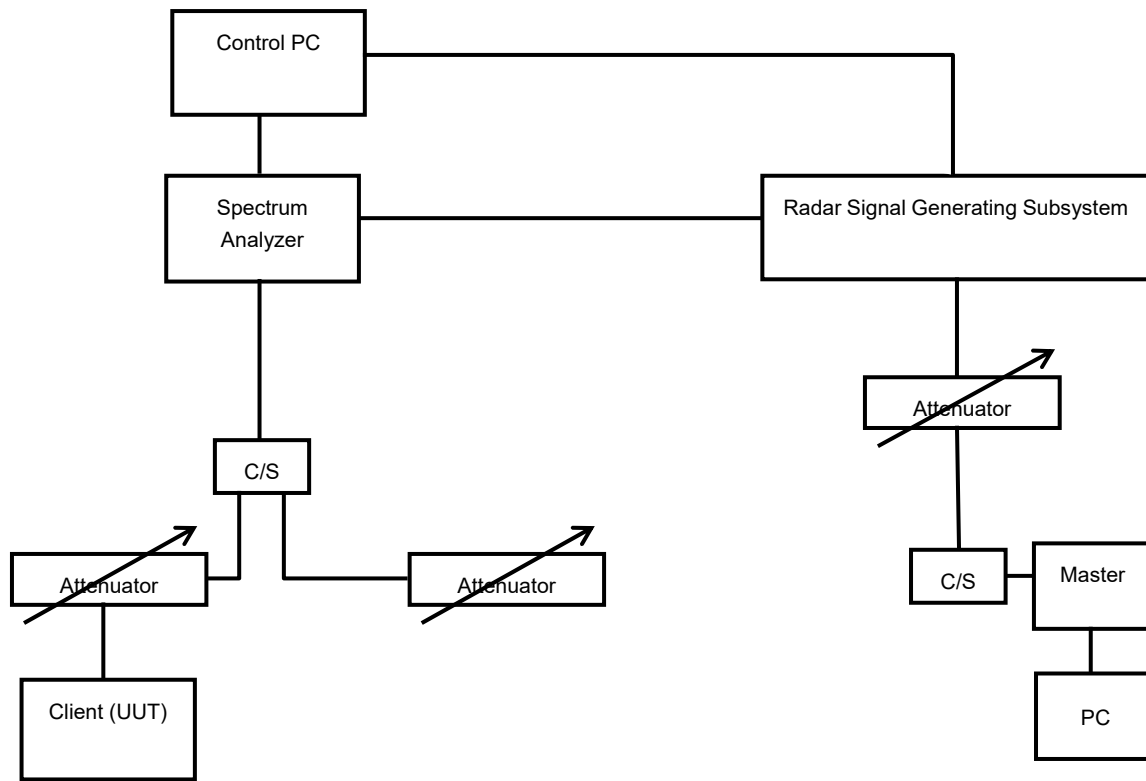 Control PC
Spectrum
Analyzer
Radar Signal Generating Subsystem
Attenuator
C/S
Attenuator
Attenuator
C/S
Master
Client (UUT)
PC